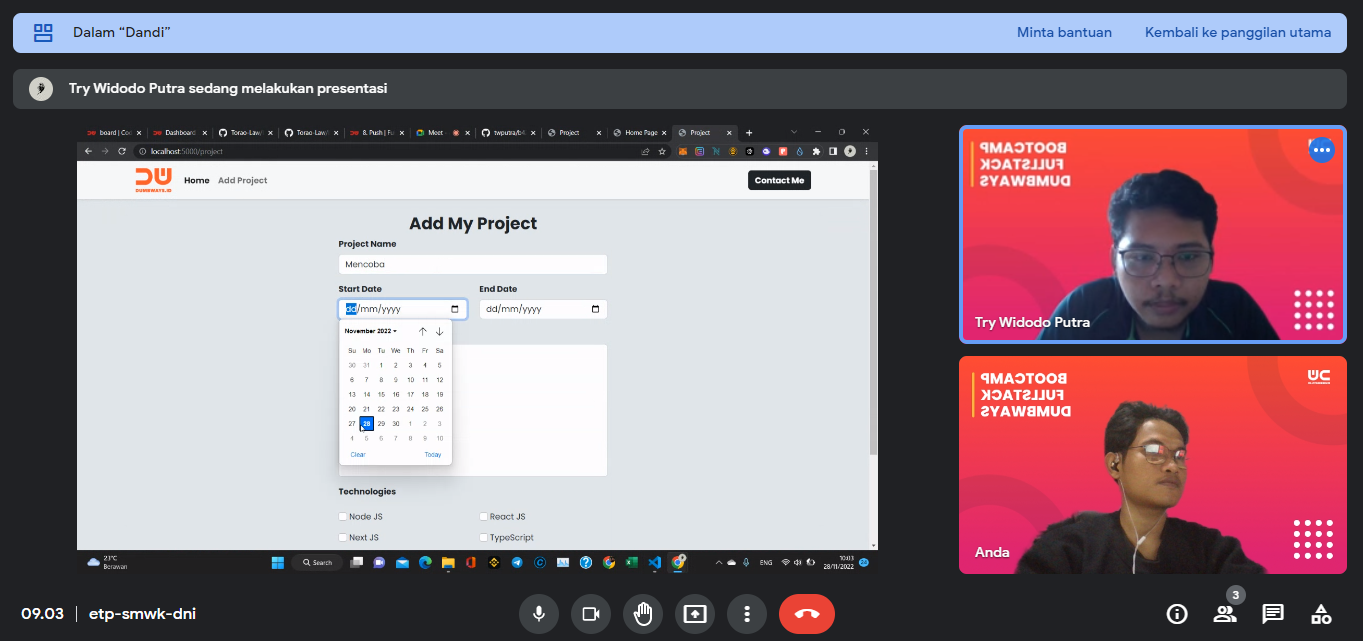 Dalam “Dandi”
Minta bantuan
Kembali ke panggilan utama
Try Widodo Putra sedang melakukan presentasi
board | Coc
Dashboard
Torao-Law/
Torao-Law/
8. Push | Fu
Meet -
twputra/b4
Project
Home Page
Project
localhost:5000/project
DUMBWAYS.ID
Home
Add Project
Contact Me
Add My Project
Project Name
Mencoba
Start Date
End Date
dd/mm/yyyy
dd/mm/yyyy
November 2022
Su Mo Tu We Th Fr Sa
30 31 1 2 3 4 5
6 7 8 9 10 11 12
13 14 15 16 17 18 19
20 21 22 23 24 25 26
27 28 29 30 1 2 3
4 5 6 7 8 9 10
Clear
Today
Technologies
Node JS
React JS
Next JS
TypeScript
23°C
Berawan
Search
ENG
10:03
28/11/2022
BOOTCAMP
FULLSTACK
DUMBWAYS
Try Widodo Putra
BOOTCAMP
FULLSTACK
DUMBWAYS
Anda
09.03
etp-smwk-dni
3